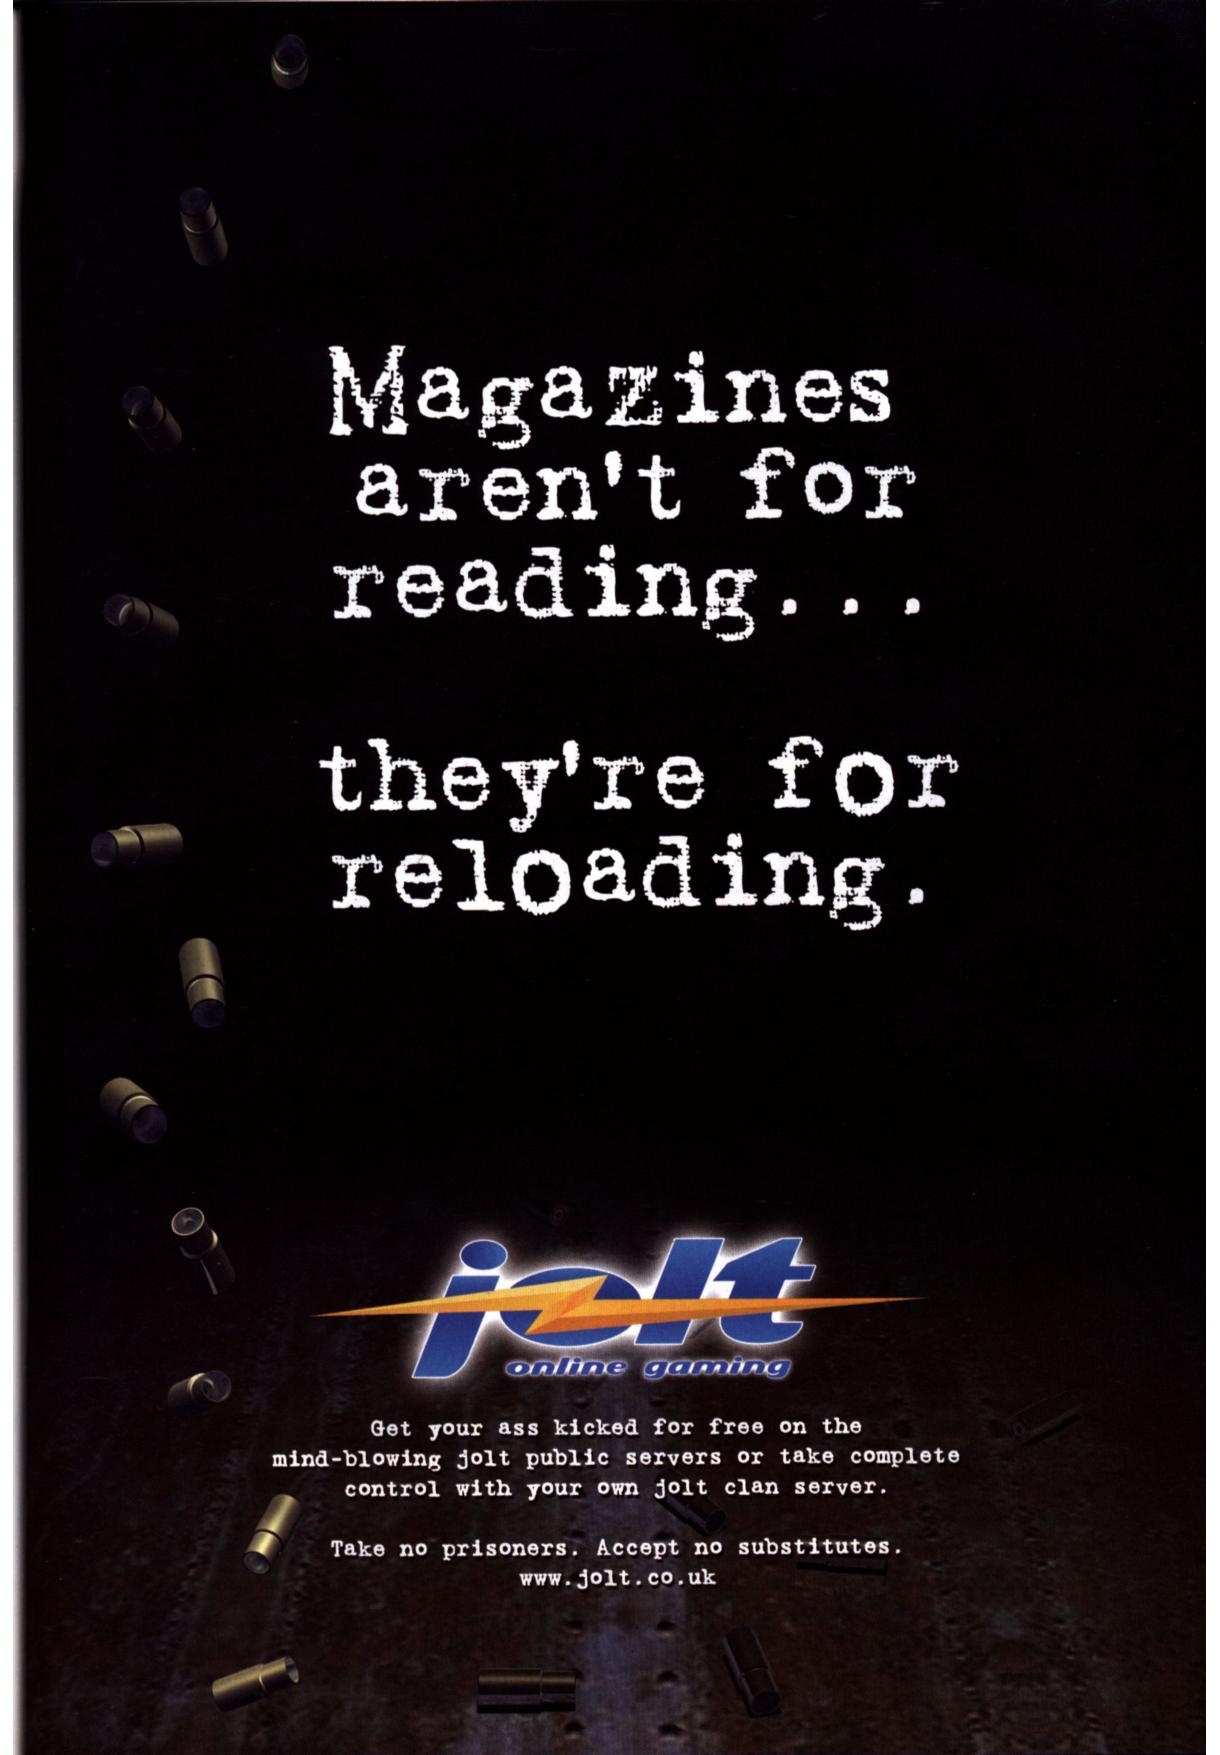 Magazines
aren't for
reading...
they're for
reloading.
jolt
online gaming
Get your ass kicked for free on the
mind-blowing jolt public servers or take complete
control with your own jolt clan server.
Take no prisoners. Accept no substitutes.
www.jolt.co.uk